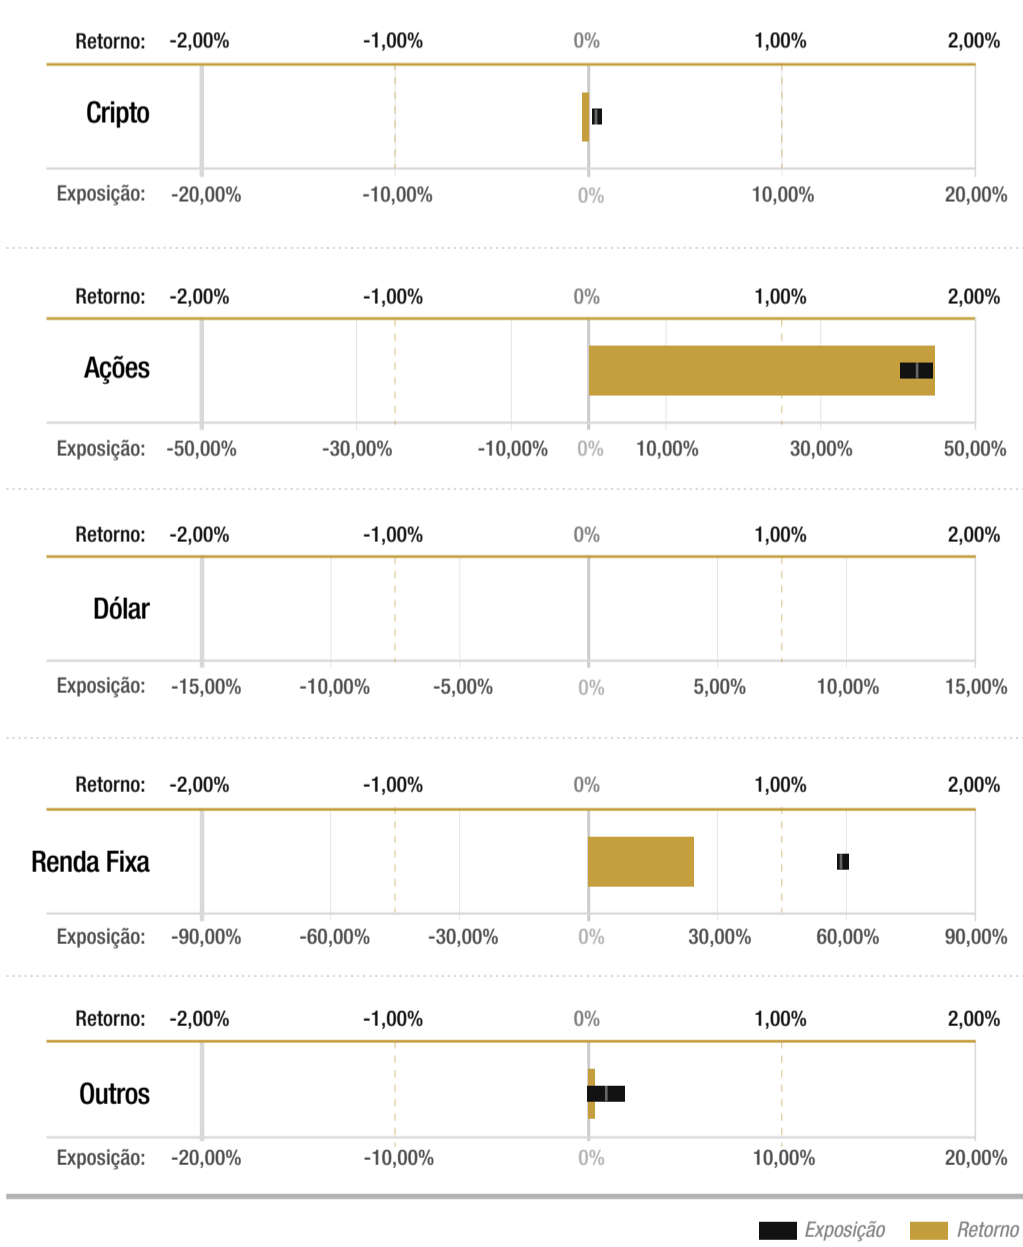 Retorno: -2,00% -1,00% 0% 1,00% 2,00%
Cripto
Exposição: -20,00% -10,00% 0% 10,00% 20,00%
Retorno: -2,00% -1,00% 0% 1,00% 2,00%
Ações
Exposição: -50,00% -30,00% -10,00% 0% 10,00% 30,00% 50,00%
Retorno: -2,00% -1,00% 0% 1,00% 2,00%
Dólar
Exposição: -15,00% -10,00% -5,00% 0% 5,00% 10,00% 15,00%
Retorno: -2,00% -1,00% 0% 1,00% 2,00%
Renda Fixa
Exposição: -90,00% -60,00% -30,00% 0% 30,00% 60,00% 90,00%
Retorno: -2,00% -1,00% 0% 1,00% 2,00%
Outros
Exposição: -20,00% -10,00% 0% 10,00% 20,00%
Exposição Retorno